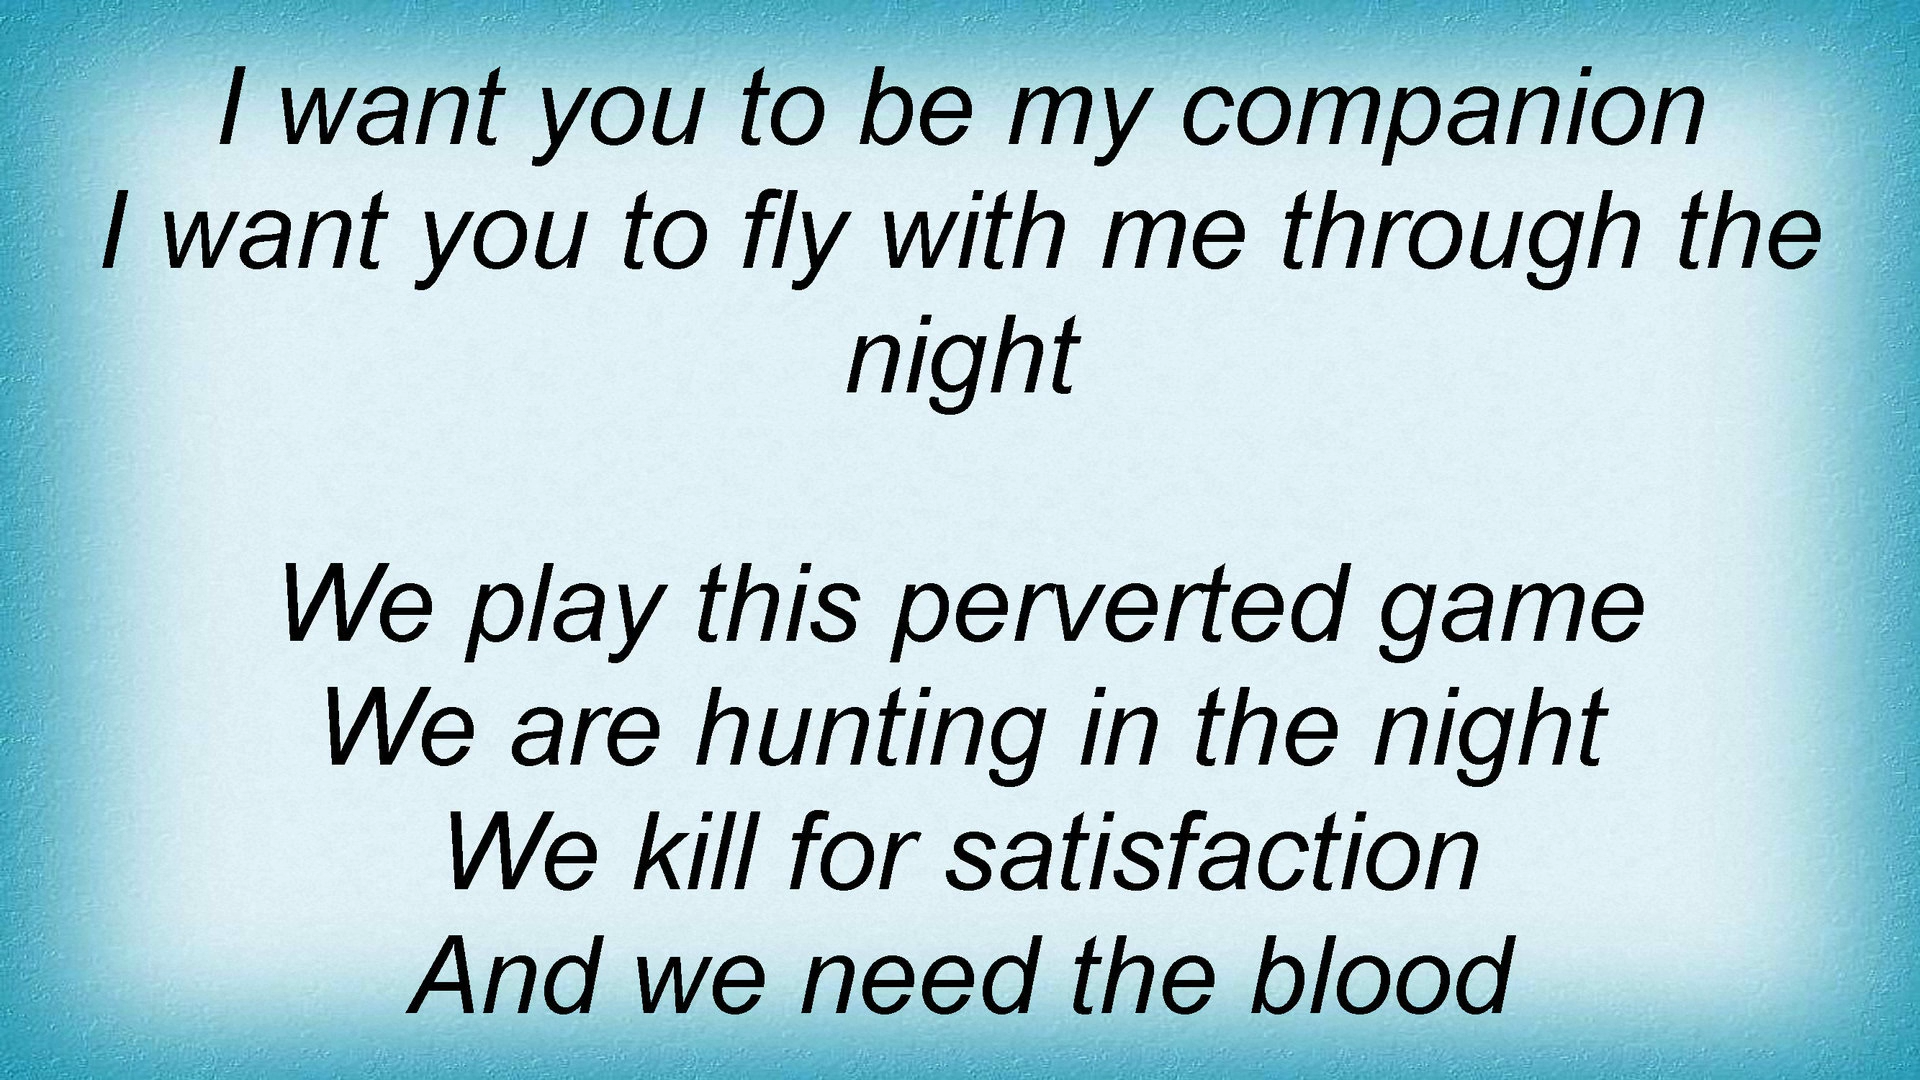 I want you to be my companion
I want you to fly with me through the
night
We play this perverted game
We are hunting in the night
We kill for satisfaction
And we need the blood